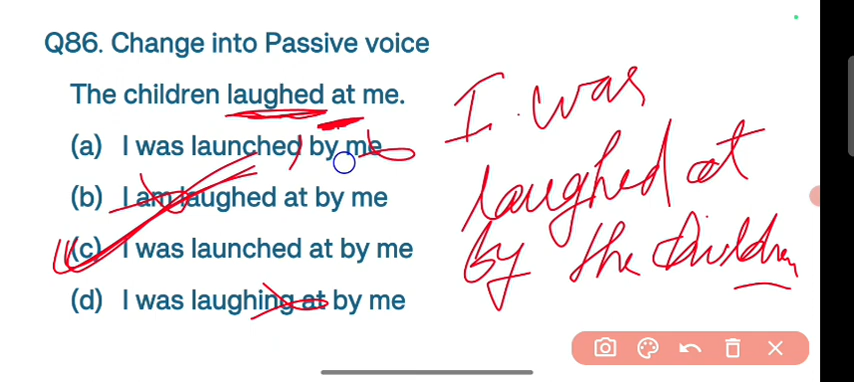 Q86. Change into Passive voice
The children laughed at me.
(a) I was launched by me
(b) I am laughed at by me
(c) I was launched at by me
(d) I was laughing at by me
I was
laughed at
by the children